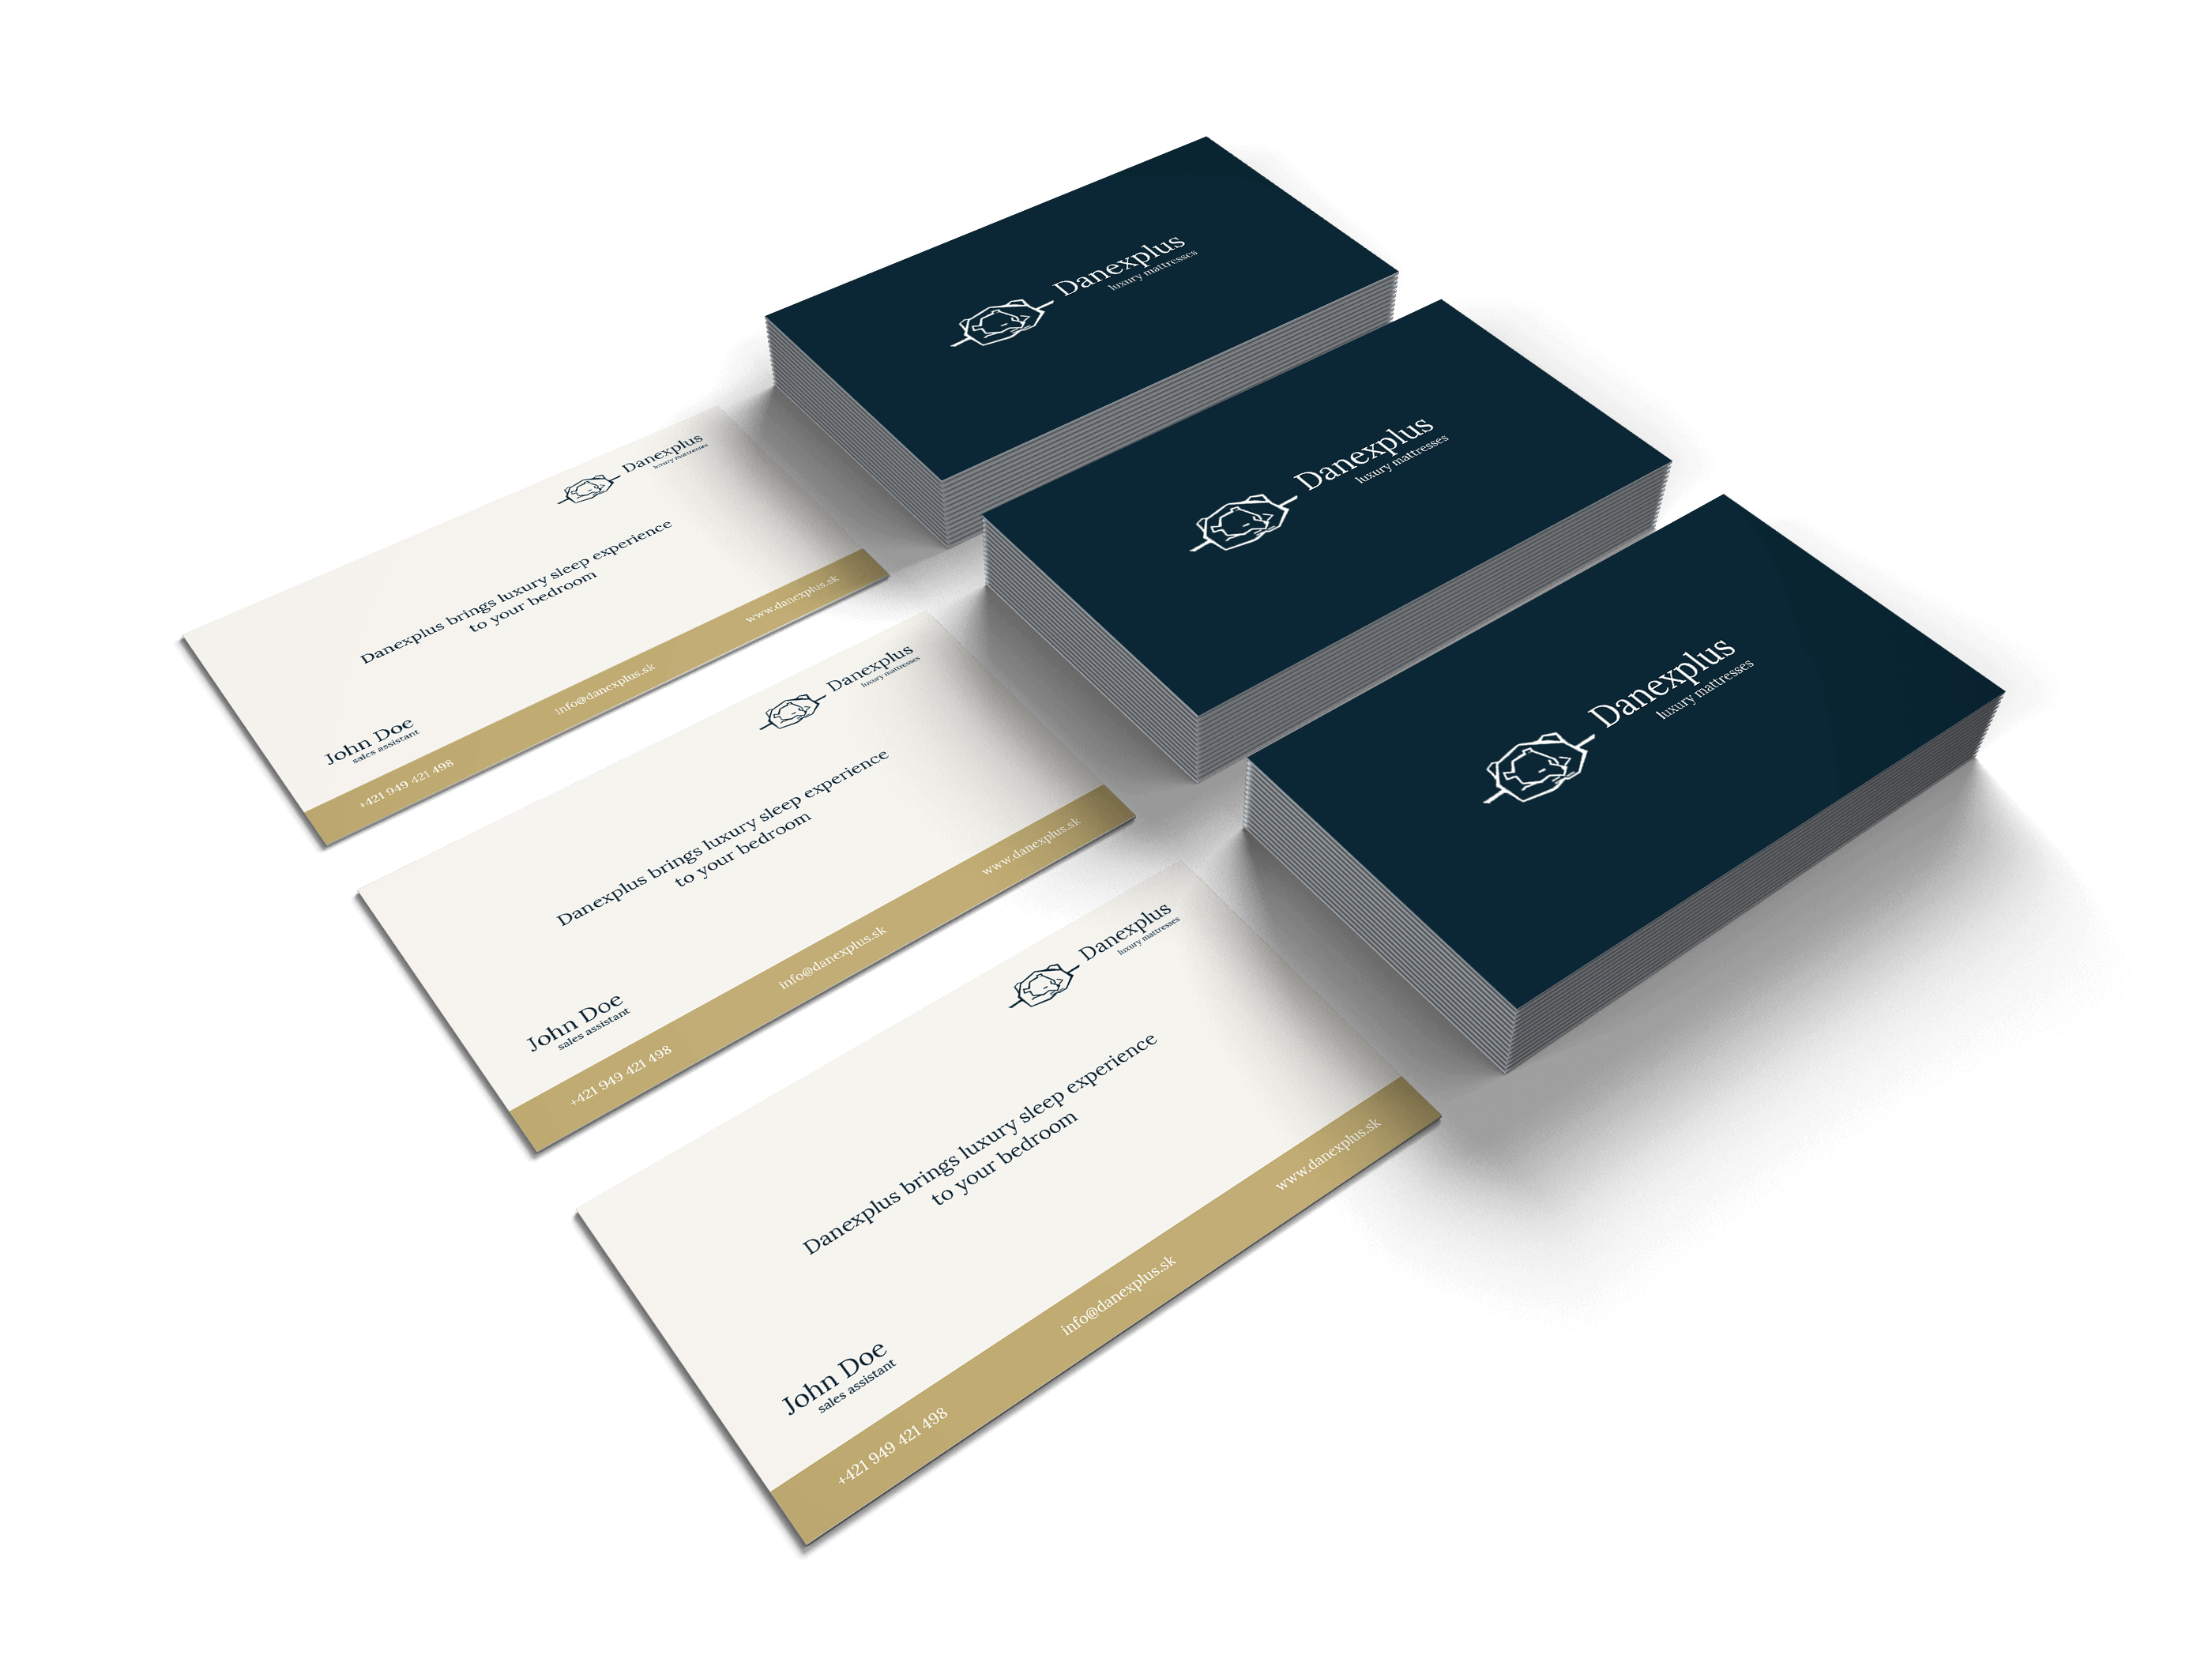 Danexplus
luxury mattresses
Danexplus
luxury mattresses
Danexplus
luxury mattresses
Danexplus
luxury mattresses
Danexplus brings luxury sleep experience
to your bedroom
John Doe
sales assistant
+421 949 421 498
info@danexplus.sk
www.danexplus.sk
Danexplus
luxury mattresses
Danexplus brings luxury sleep experience
to your bedroom
John Doe
sales assistant
+421 949 421 498
info@danexplus.sk
www.danexplus.sk
Danexplus
luxury mattresses
Danexplus brings luxury sleep experience
to your bedroom
John Doe
sales assistant
+421 949 421 498
info@danexplus.sk
www.danexplus.sk